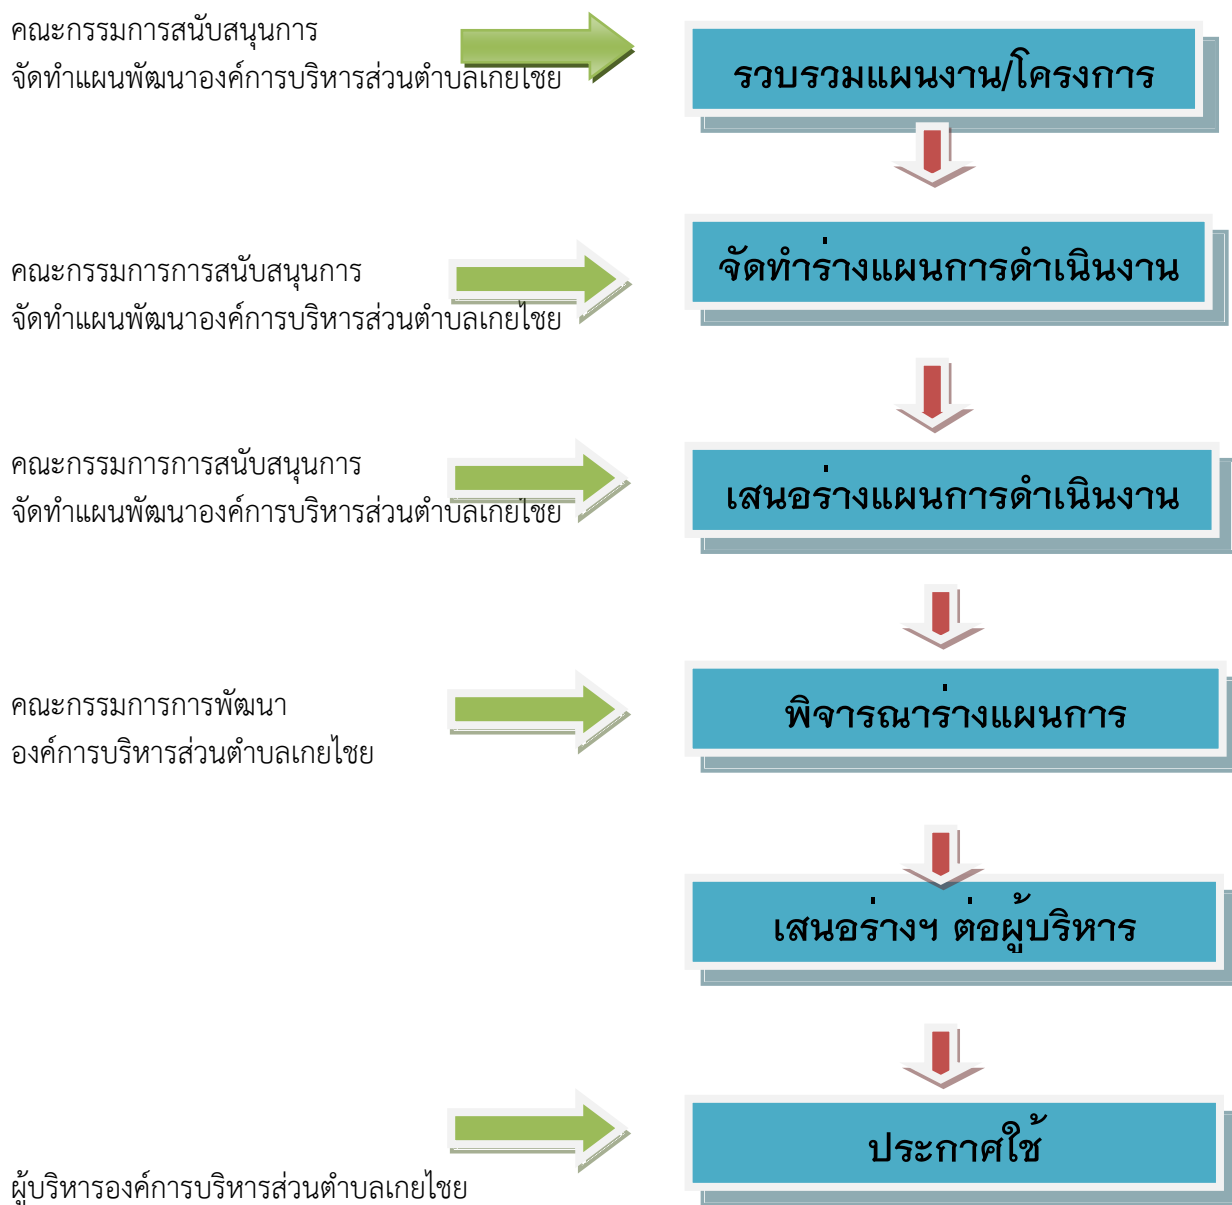 คณะกรรมการสนับสนุนการ
จัดทำแผนพัฒนาองค์การบริหารส่วนตำบลเกยไชย
รวบรวมแผนงาน/โครงการ
คณะกรรมการการสนับสนุนการ
จัดทำแผนพัฒนาองค์การบริหารส่วนตำบลเกยไชย
จัดทำร่างแผนการดำเนินงาน
คณะกรรมการการสนับสนุนการ
จัดทำแผนพัฒนาองค์การบริหารส่วนตำบลเกยไชย
เสนอร่างแผนการดำเนินงาน
คณะกรรมการการพัฒนา
องค์การบริหารส่วนตำบลเกยไชย
พิจารณาร่างแผนการ
เสนอร่างฯ ต่อผู้บริหาร
ประกาศใช้
ผู้บริหารองค์การบริหารส่วนตำบลเกยไชย